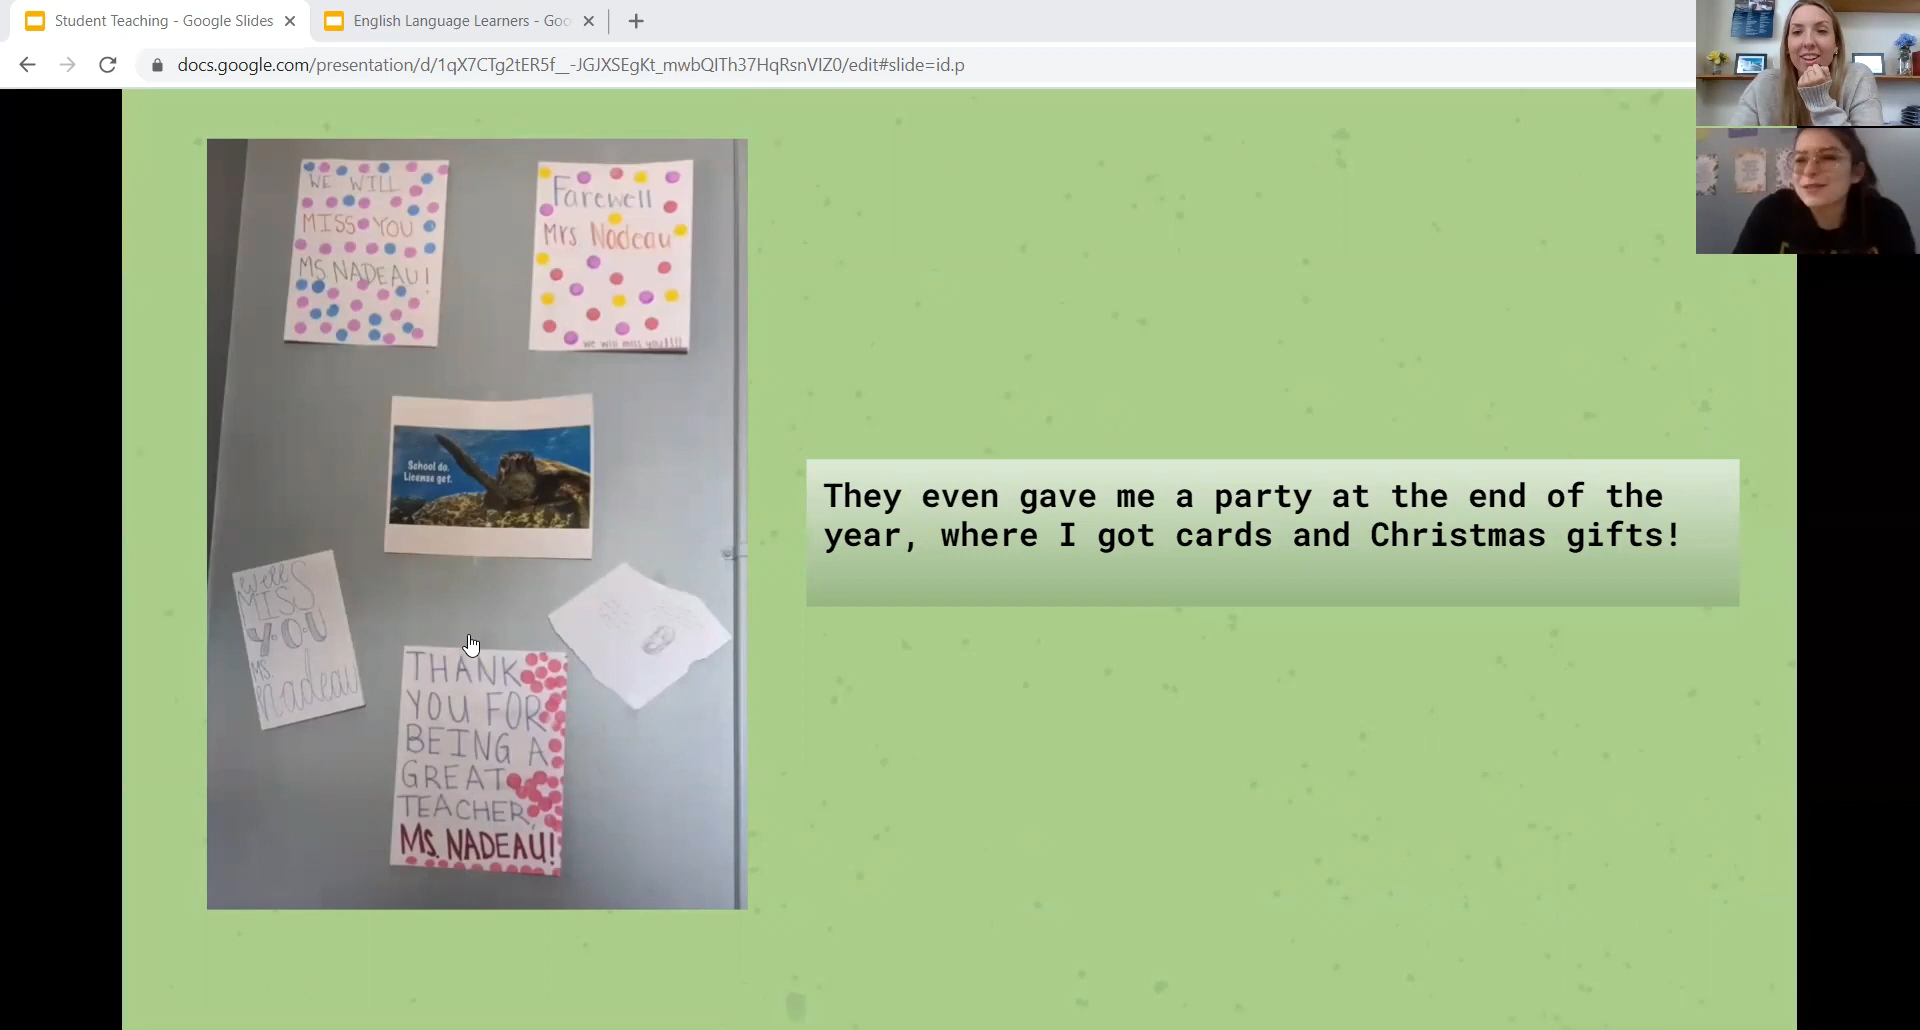 Student Teaching - Google Slides
English Language Learners - Goo
docs.google.com/presentation/d/1qX7CTg2tER5f__-JGJXSEgKt_mwbQITh37HqRsnVIZ0/edit#slide=id.p
WE WILL
MISS YOU
MS NADEAU!
Farewell
Mrs Nadeau
we will miss you!!!!
School do.
License get.
well
MISS
Y·O·U
MS.
Nadeau
THANK
YOU FOR
BEING A
GREAT
TEACHER,
MS. NADEAU!
They even gave me a party at the end of the
year, where I got cards and Christmas gifts!